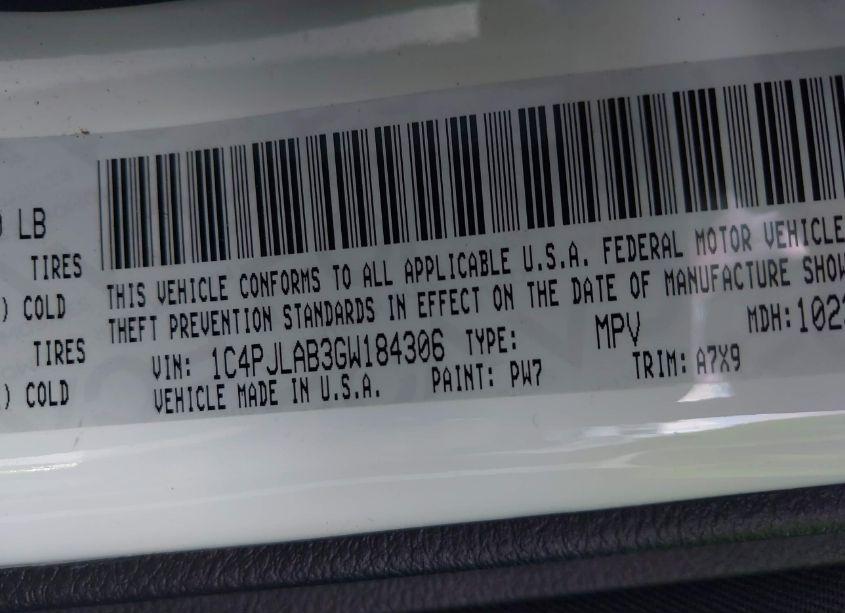 LB
TIRES
) COLD
TIRES
) COLD
THIS VEHICLE CONFORMS TO ALL APPLICABLE U.S.A. FEDERAL MOTOR VEHICLE
THEFT PREVENTION STANDARDS IN EFFECT ON THE DATE OF MANUFACTURE SHOW
VIN: 1C4PJLAB3GW184306 TYPE: MPV MDH: 102
VEHICLE MADE IN U.S.A. PAINT: PW7 TRIM: A7X9